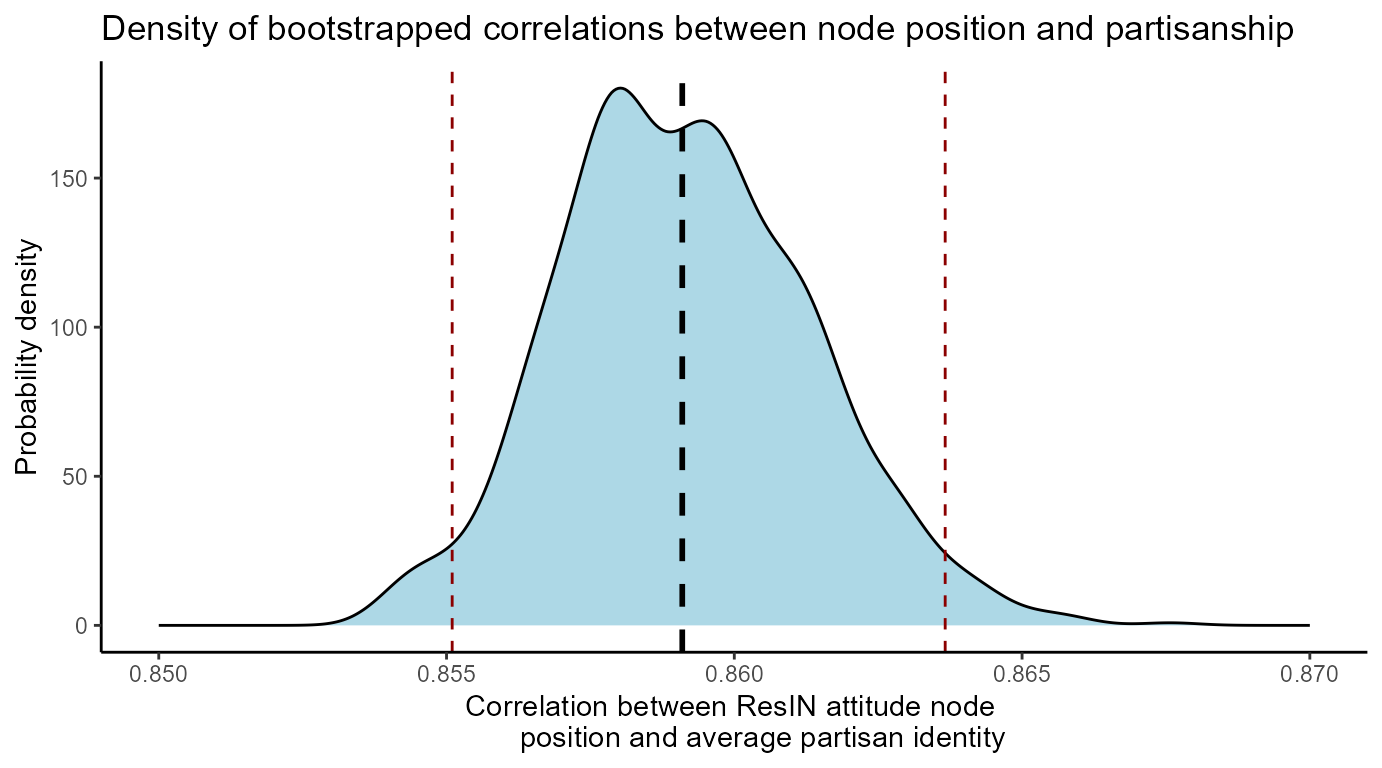 Density of bootstrapped correlations between node position and partisanship
Probability density
150
100
50
0
0.850 0.855 0.860 0.865 0.870
Correlation between ResIN attitude node
position and average partisan identity